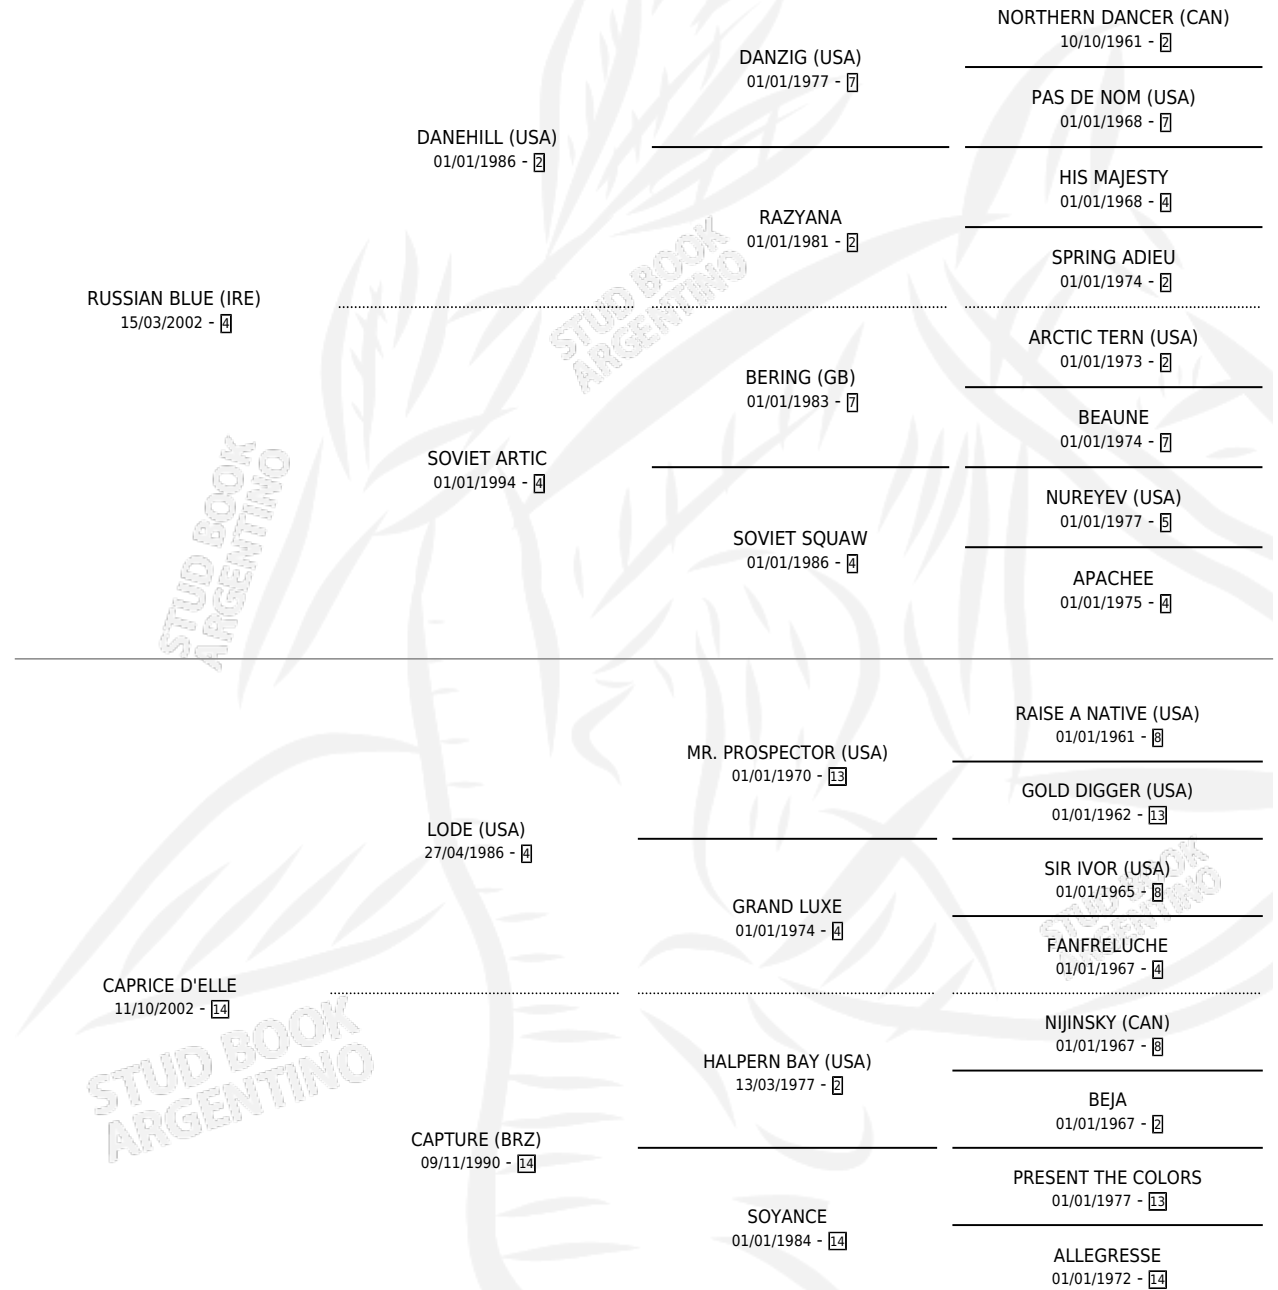 NORTHERN DANCER (CAN)
10/10/1961 - 2
DANZIG (USA)
01/01/1977 - 7
PAS DE NOM (USA)
01/01/1968 - 7
DANEHILL (USA)
01/01/1986 - 2
HIS MAJESTY
01/01/1968 - 4
RAZYANA
01/01/1981 - 2
SPRING ADIEU
01/01/1974 - 2
RUSSIAN BLUE (IRE)
15/03/2002 - 4
STUD BOOK
ARGENTINO
ARCTIC TERN (USA)
01/01/1973 - 2
BERING (GB)
01/01/1983 - 7
BEAUNE
01/01/1974 - 7
SOVIET ARTIC
01/01/1994 - 4
NUREYEV (USA)
01/01/1977 - 5
SOVIET SQUAW
01/01/1986 - 4
APACHEE
01/01/1975 - 4
STUD BOOK
ARGENTINO
RAISE A NATIVE (USA)
01/01/1961 - 8
MR. PROSPECTOR (USA)
01/01/1970 - 13
GOLD DIGGER (USA)
01/01/1962 - 13
LODE (USA)
27/04/1986 - 4
SIR IVOR (USA)
01/01/1965 - 8
GRAND LUXE
01/01/1974 - 4
STUD BOOK
ARGENTINO
FANFRELUCHE
01/01/1967 - 4
CAPRICE D'ELLE
11/10/2002 - 14
NIJINSKY (CAN)
01/01/1967 - 8
HALPERN BAY (USA)
13/03/1977 - 2
STUD BOOK
ARGENTINO
BEJA
01/01/1967 - 2
CAPTURE (BRZ)
09/11/1990 - 14
PRESENT THE COLORS
01/01/1977 - 13
SOYANCE
01/01/1984 - 14
ALLEGRESSE
01/01/1972 - 14